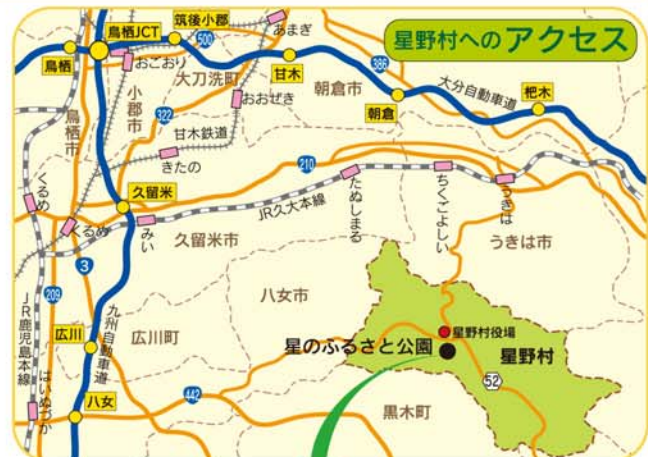 星野村へのアクセス
鳥栖JCT
筑後小郡
あまぎ
鳥栖
500
おごおり
大刀洗町
甘木
386
大分自動車道
小郡市
おおぜき
朝倉市
朝倉
杷木
鳥栖市
322
甘木鉄道
きたの
210
くるめ
久留米
たぬしまる
ちくごよしい
うきは
くるめ
みい
JR久大本線
久留米市
うきは市
3
209
八女市
JR鹿児島本線
九州自動車道
広川
広川町
星野村役場
星のふるさと公園
星野村
52
はいぬづか
442
八女
黒木町